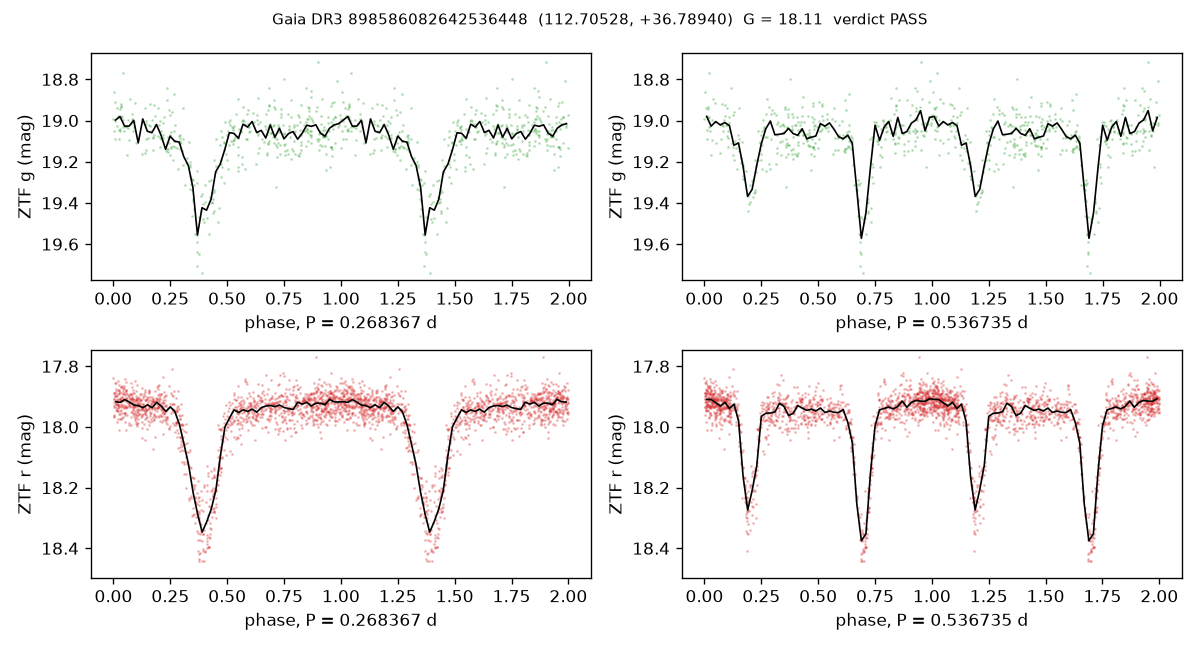 Gaia DR3 898586082642536448 (112.70528, +36.78940) G = 18.11 verdict PASS
ZTF g (mag)
18.8
19.0
19.2
19.4
19.6
0.00 0.25 0.50 0.75 1.00 1.25 1.50 1.75 2.00
phase, P = 0.268367 d
ZTF g (mag)
18.8
19.0
19.2
19.4
19.6
0.00 0.25 0.50 0.75 1.00 1.25 1.50 1.75 2.00
phase, P = 0.536735 d
ZTF r (mag)
17.8
18.0
18.2
18.4
0.00 0.25 0.50 0.75 1.00 1.25 1.50 1.75 2.00
phase, P = 0.268367 d
ZTF r (mag)
17.8
18.0
18.2
18.4
0.00 0.25 0.50 0.75 1.00 1.25 1.50 1.75 2.00
phase, P = 0.536735 d